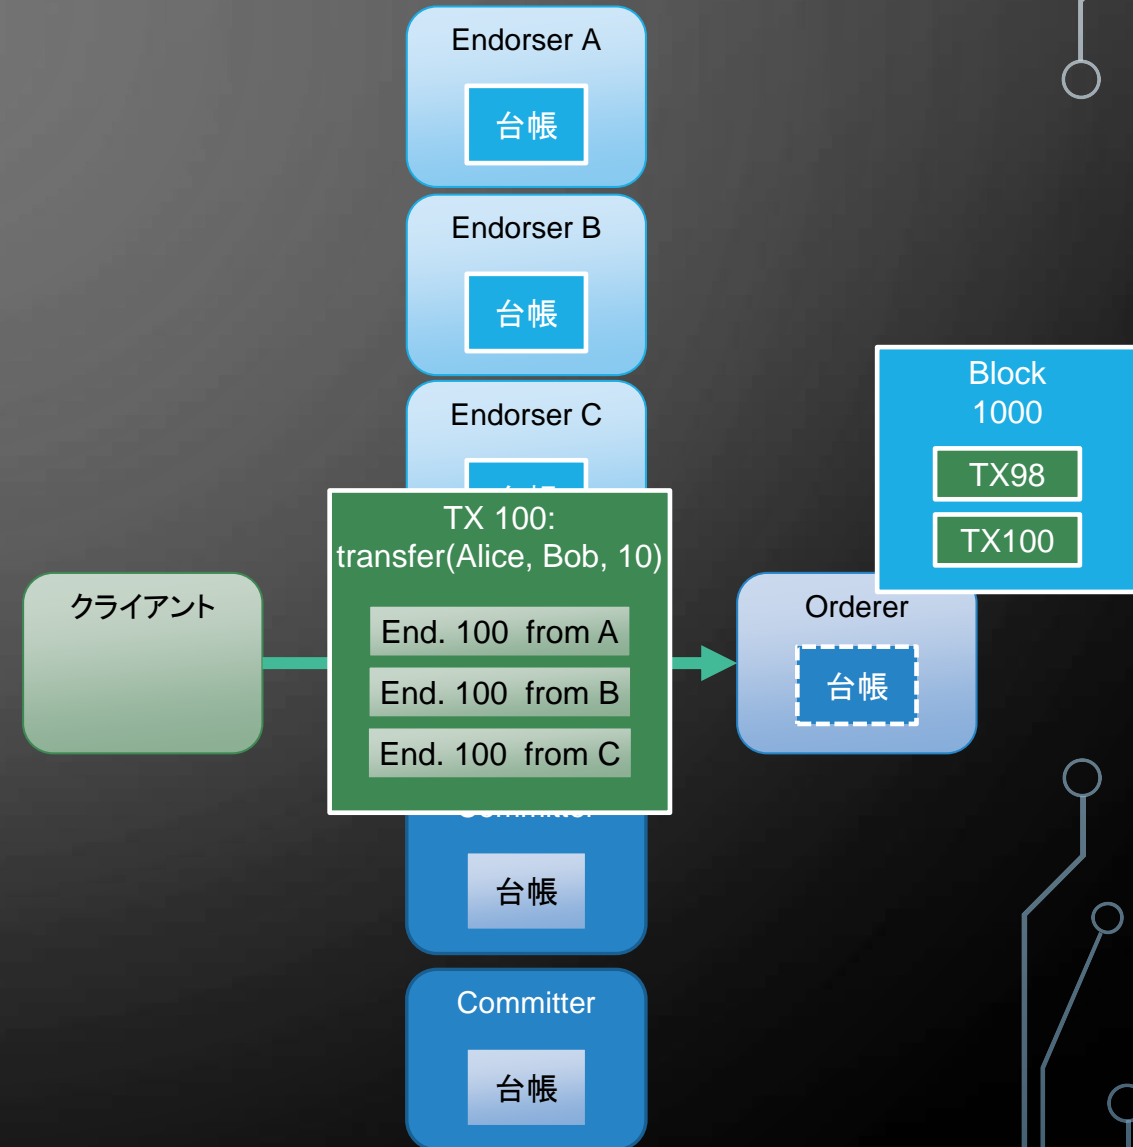 Endorser A
台帳
Endorser B
台帳
Endorser C
TX 100:
transfer(Alice, Bob, 10)
End. 100 from A
End. 100 from B
End. 100 from C
クライアント
Block
1000
TX98
TX100
Orderer
台帳
台帳
Committer
台帳